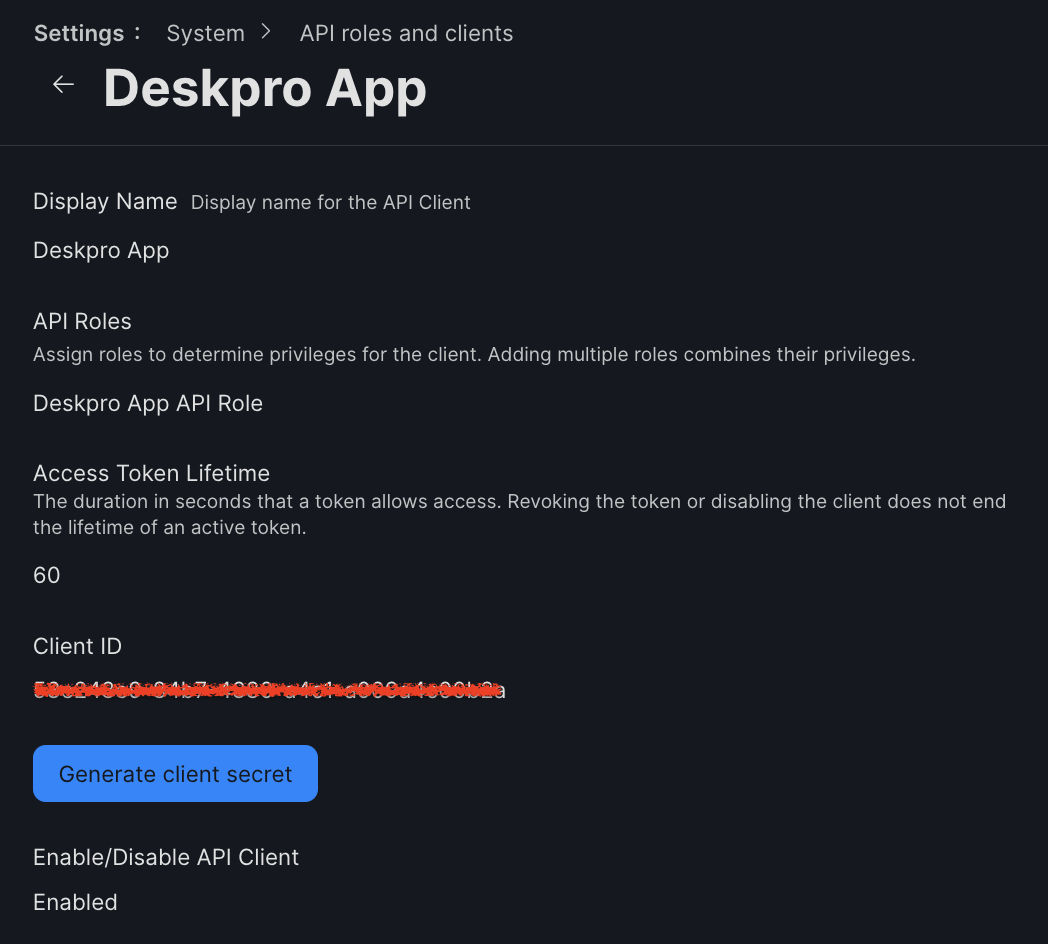 Settings : System > API roles and clients
← Deskpro App
Display Name Display name for the API Client
Deskpro App
API Roles
Assign roles to determine privileges for the client. Adding multiple roles combines their privileges.
Deskpro App API Role
Access Token Lifetime
The duration in seconds that a token allows access. Revoking the token or disabling the client does not end
the lifetime of an active token.
60
Client ID
Generate client secret
Enable/Disable API Client
Enabled